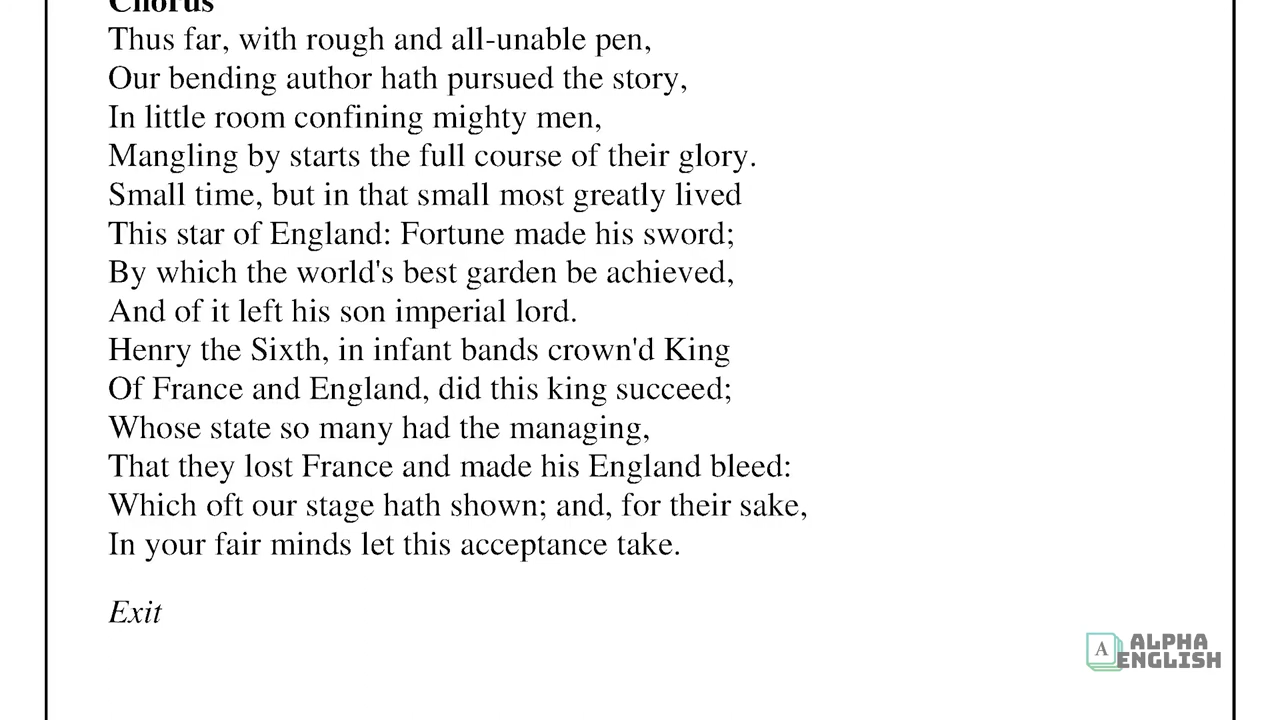 Chorus
Thus far, with rough and all-unable pen,
Our bending author hath pursued the story,
In little room confining mighty men,
Mangling by starts the full course of their glory.
Small time, but in that small most greatly lived
This star of England: Fortune made his sword;
By which the world's best garden be achieved,
And of it left his son imperial lord.
Henry the Sixth, in infant bands crown'd King
Of France and England, did this king succeed;
Whose state so many had the managing,
That they lost France and made his England bleed:
Which oft our stage hath shown; and, for their sake,
In your fair minds let this acceptance take.
Exit
A
ALPHA
ENGLISH